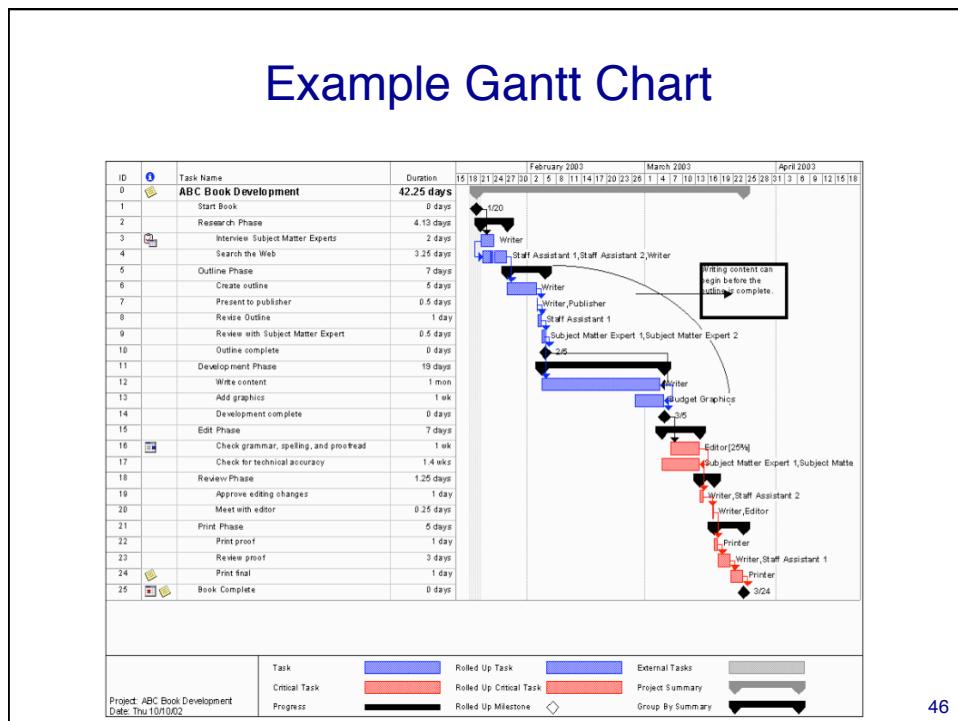 Example Gantt Chart
February 2003 March 2003 April 2003
ID Task Name Duration 15 18 21 24 27 30 2 5 8 11 14 17 20 23 26 1 4 7 10 13 16 19 22 25 28 31 3 6 9 12 15 18
0 ABC Book Development 42.25 days
1 Start Book 0 days 1/20
2 Research Phase 4.13 days
3 Interview Subject Matter Experts 2 days Writer
4 Search the Web 3.25 days Staff Assistant 1,Staff Assistant 2,Writer
5 Outline Phase 7 days
Writing content can
begin before the
outline is complete.
6 Create outline 5 days Writer
7 Present to publisher 0.5 days Writer,Publisher
8 Revise Outline 1 day Staff Assistant 1
9 Review with Subject Matter Expert 0.5 days Subject Matter Expert 1,Subject Matter Expert 2
10 Outline complete 0 days 2/5
11 Development Phase 19 days
12 Write content 1 mon Writer
13 Add graphics 1 wk Budget Graphics
14 Development complete 0 days 3/5
15 Edit Phase 7 days
16 Check grammar, spelling, and proofread 1 wk Editor[25%]
17 Check for technical accuracy 1.4 wks Subject Matter Expert 1,Subject Matte
18 Review Phase 1.25 days
19 Approve editing changes 1 day Writer,Staff Assistant 2
20 Meet with editor 0.25 days Writer,Editor
21 Print Phase 5 days
22 Print proof 1 day Printer
23 Review proof 3 days Writer,Staff Assistant 1
24 Print final 1 day Printer
25 Book Complete 0 days 3/24
Task Rolled Up Task External Tasks
Critical Task Rolled Up Critical Task Project Summary
Progress Rolled Up Milestone Group By Summary
Project: ABC Book Development
Date: Thu 10/10/02
46